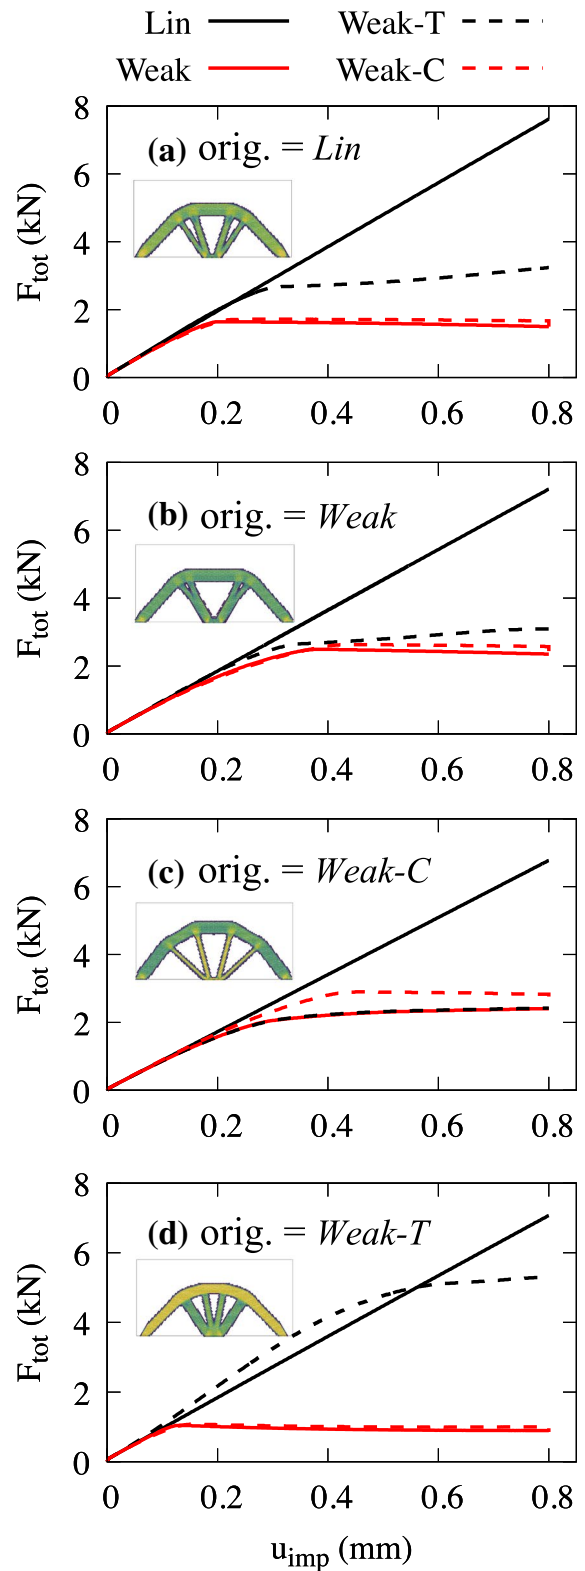 Lin Weak-T
Weak Weak-C
8
(a) orig. = Lin
6
4
2
0
F_tot (kN)
0 0.2 0.4 0.6 0.8
8
(b) orig. = Weak
6
4
2
0
F_tot (kN)
0 0.2 0.4 0.6 0.8
8
(c) orig. = Weak-C
6
4
2
0
F_tot (kN)
0 0.2 0.4 0.6 0.8
8
(d) orig. = Weak-T
6
4
2
0
F_tot (kN)
0 0.2 0.4 0.6 0.8
u_imp (mm)